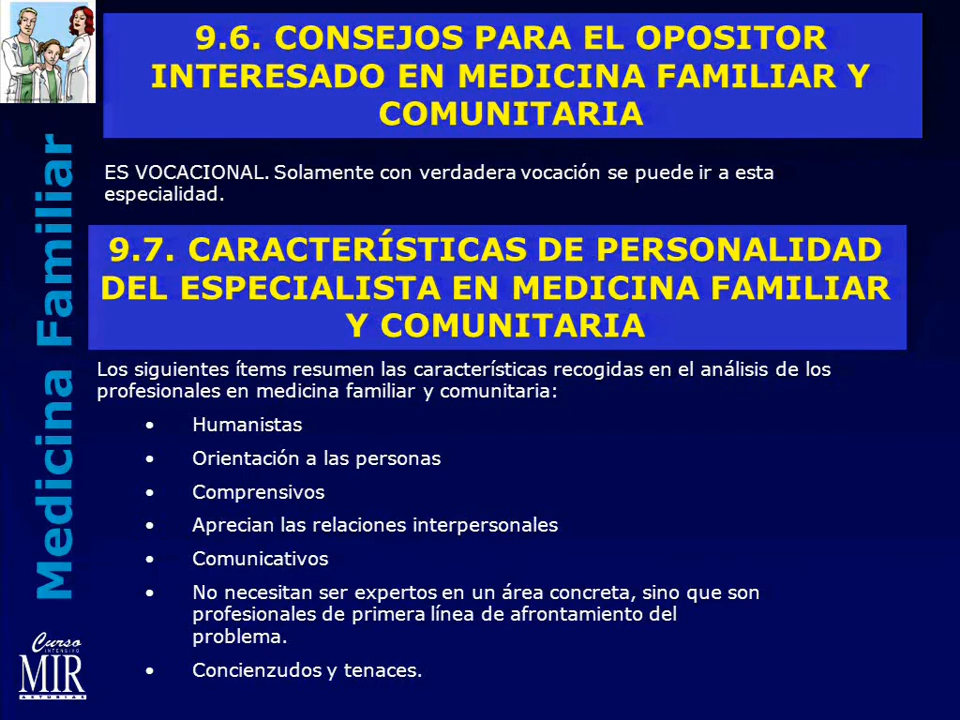 9.6. CONSEJOS PARA EL OPOSITOR
INTERESADO EN MEDICINA FAMILIAR Y
COMUNITARIA
ES VOCACIONAL. Solamente con verdadera vocación se puede ir a esta
especialidad.
9.7. CARACTERÍSTICAS DE PERSONALIDAD
DEL ESPECIALISTA EN MEDICINA FAMILIAR
Y COMUNITARIA
Los siguientes ítems resumen las características recogidas en el análisis de los
profesionales en medicina familiar y comunitaria:
• Humanistas
• Orientación a las personas
• Comprensivos
• Aprecian las relaciones interpersonales
• Comunicativos
• No necesitan ser expertos en un área concreta, sino que son
profesionales de primera línea de afrontamiento del
problema.
• Concienzudos y tenaces.
Medicina Familiar
Curso
INTENSIVO
MIR
ASTURIAS